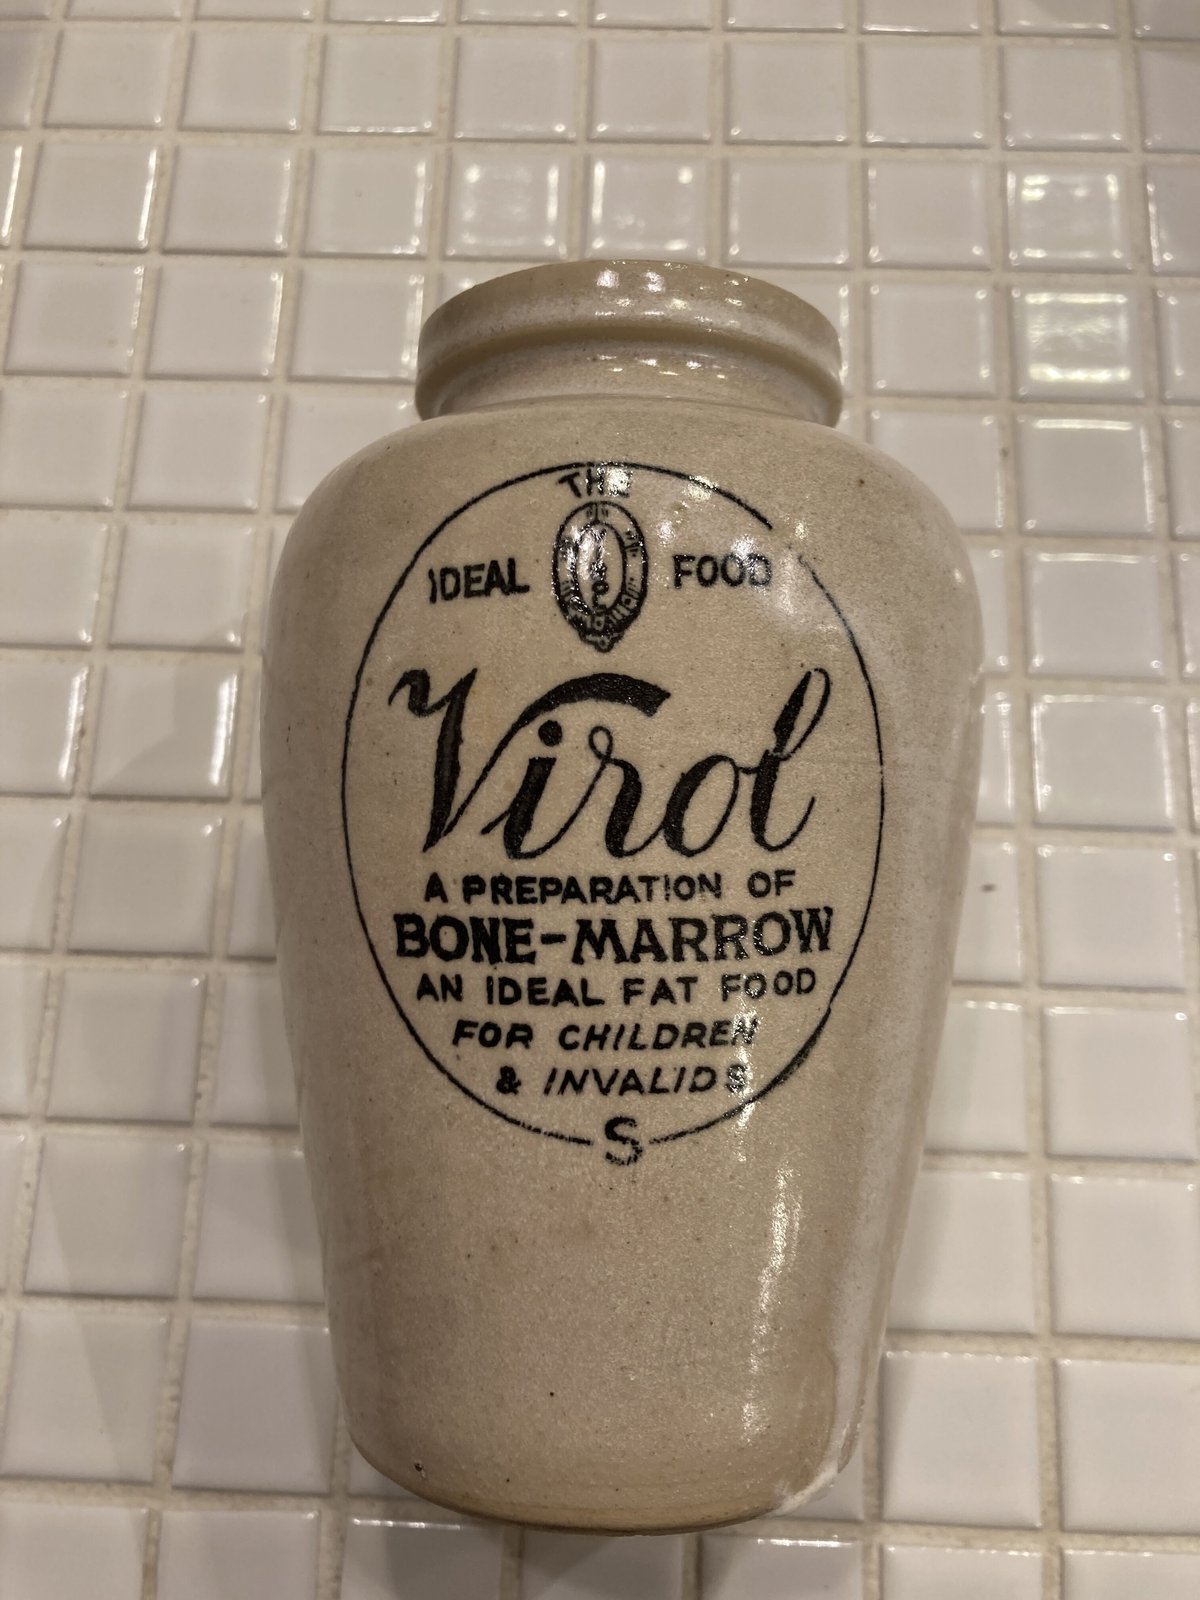 THE
IDEAL FOOD
Virol
A PREPARATION OF
BONE-MARROW
AN IDEAL FAT FOOD
FOR CHILDREN
& INVALIDS
S